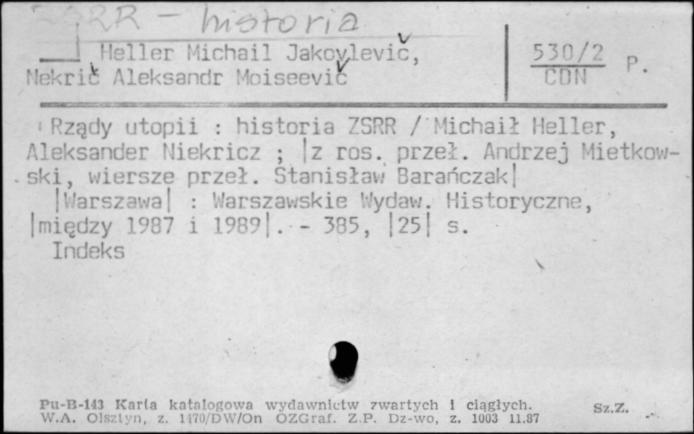 ZSRR – historia
Heller Michail Jakovlevič, 530/2 P.
Nekrič Aleksandr Moiseevič CDN
Rządy utopii : historia ZSRR / Michaił Heller,
Aleksander Niekricz ; |z ros. przeł. Andrzej Mietkow-
ski, wiersze przeł. Stanisław Barańczak|
|Warszawa| : Warszawskie Wydaw. Historyczne,
|między 1987 i 1989|. - 385, |25| s.
Indeks
Pu-B-143 Karta katalogowa wydawnictw zwartych i ciągłych. Sz.Z.
W.A. Olsztyn, z. 1470/DW/On OZGraf. Z.P. Dz-wo, z. 1003 11.87